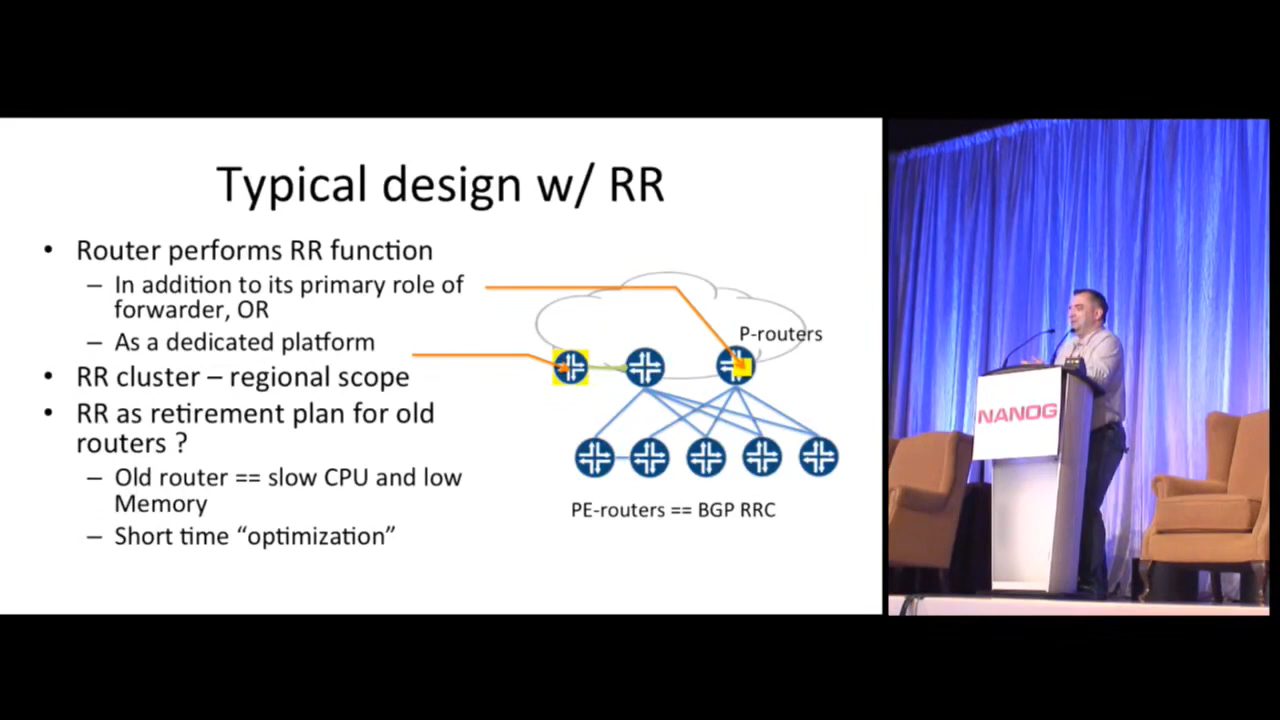 Typical design w/ RR
• Router performs RR function
– In addition to its primary role of
forwarder, OR
– As a dedicated platform
• RR cluster – regional scope
• RR as retirement plan for old
routers ?
– Old router == slow CPU and low
Memory
– Short time “optimization”
P-routers
PE-routers == BGP RRC
NANOG